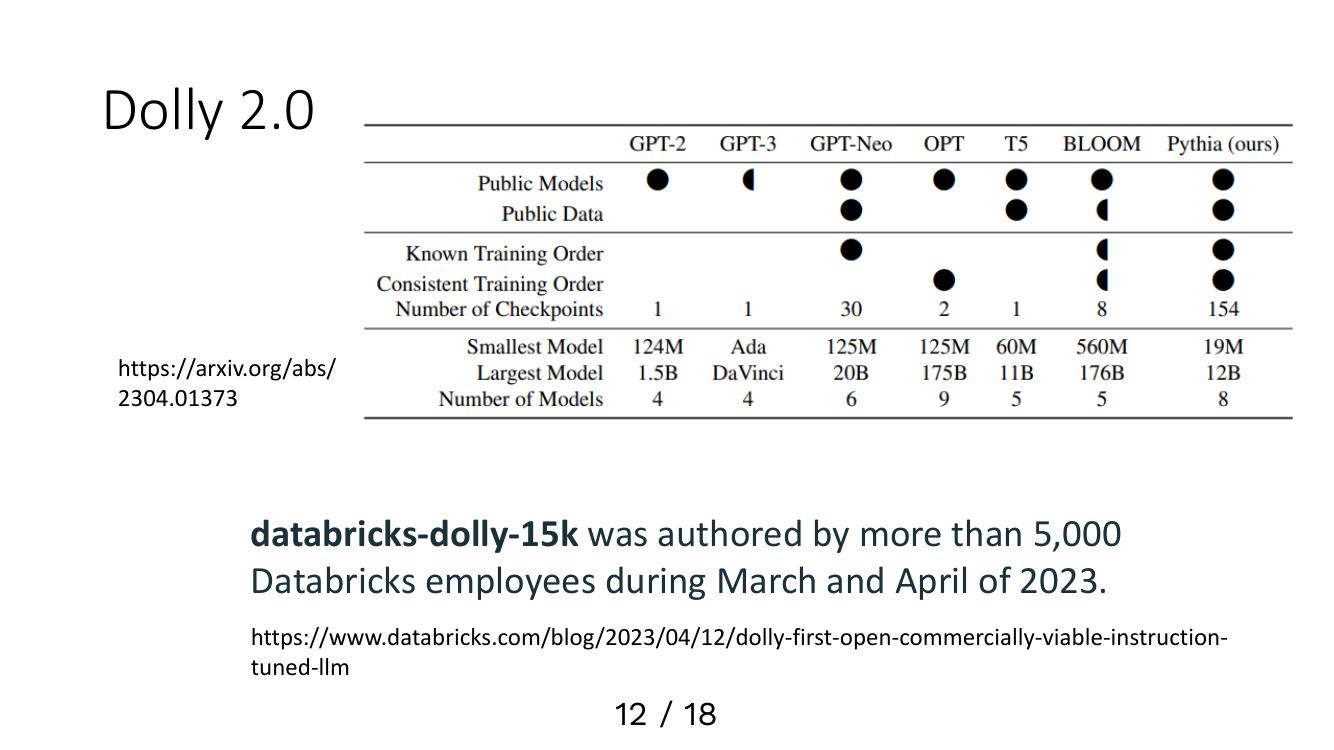 Dolly 2.0
GPT-2 GPT-3 GPT-Neo OPT T5 BLOOM Pythia (ours)
Public Models ● ◖ ● ● ● ● ●
Public Data ● ● ◖ ●
Known Training Order ● ◖ ●
Consistent Training Order ● ◖ ●
Number of Checkpoints 1 1 30 2 1 8 154
Smallest Model 124M Ada 125M 125M 60M 560M 19M
Largest Model 1.5B DaVinci 20B 175B 11B 176B 12B
Number of Models 4 4 6 9 5 5 8
https://arxiv.org/abs/
2304.01373
databricks-dolly-15k was authored by more than 5,000
Databricks employees during March and April of 2023.
https://www.databricks.com/blog/2023/04/12/dolly-first-open-commercially-viable-instruction-
tuned-llm
12 / 18